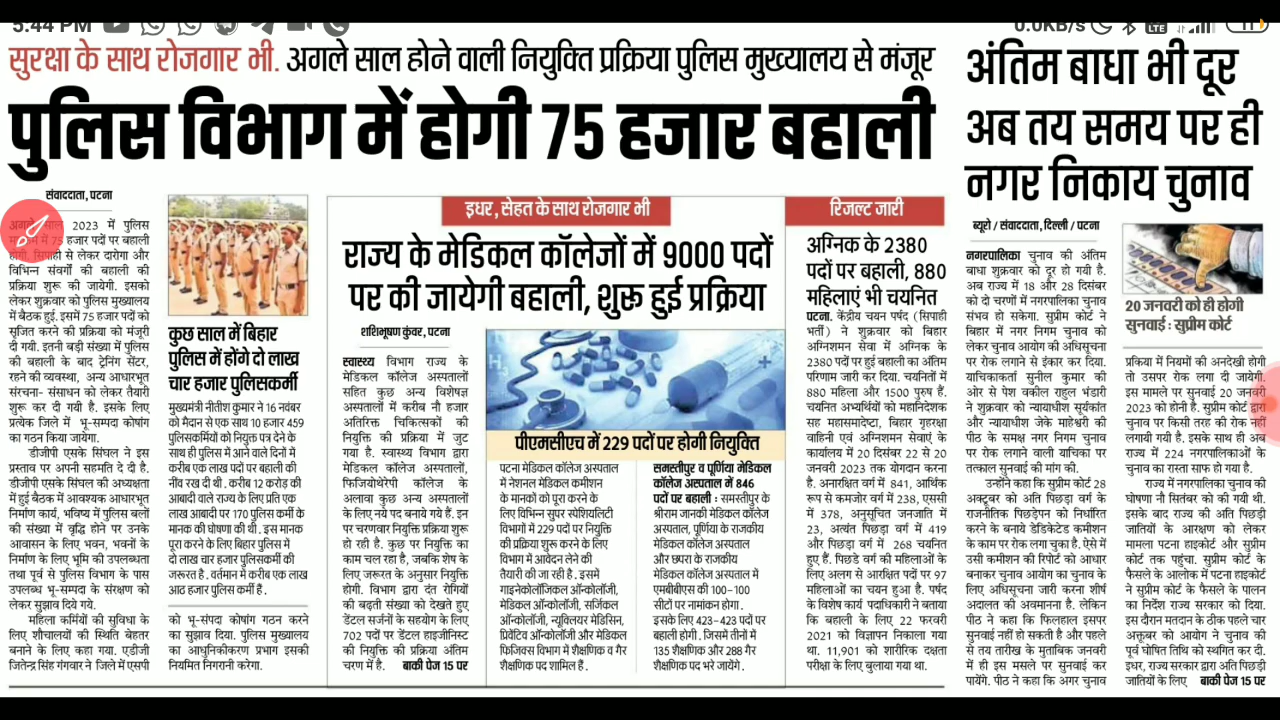 5:44 PM
0.0KB/s
सुरक्षा के साथ रोजगार भी. अगले साल होने वाली नियुक्ति प्रक्रिया पुलिस मुख्यालय से मंजूर
पुलिस विभाग में होगी 75 हजार बहाली
संवाददाता, पटना
अगले साल 2023 में पुलिस
में 75 हजार पदों पर बहाली
होगी. सिपाही से लेकर दारोगा और
विभिन्न संवर्गों की बहाली की
प्रक्रिया शुरू की जायेगी. इसको
लेकर शुक्रवार को पुलिस मुख्यालय
में बैठक हुई. इसमें 75 हजार पदों को
सृजित करने की प्रक्रिया को मंजूरी
दी गयी. इतनी बड़ी संख्या में पुलिस
की बहाली के बाद ट्रेनिंग सेंटर,
रहने की व्यवस्था, अन्य आधारभूत
संरचना- संसाधन को लेकर तैयारी
शुरू कर दी गयी है. इसके लिए
प्रत्येक जिले में भू-सम्पदा कोषांग
का गठन किया जायेगा.
डीजीपी एसके सिंघल ने इस
प्रस्ताव पर अपनी सहमति दे दी है.
डीजीपी एसके सिंघल की अध्यक्षता
में हुई बैठक में आवश्यक आधारभूत
निर्माण कार्य, भविष्य में पुलिस बलों
की संख्या में वृद्धि होने पर उनके
आवासन के लिए भवन, भवनों के
निर्माण के लिए भूमि की उपलब्धता
तथा पूर्व से पुलिस विभाग के पास
उपलब्ध भू-सम्पदा के संरक्षण को
लेकर सुझाव दिये गये.
महिला कर्मियों की सुविधा के
लिए शौचालयों की स्थिति बेहतर
बनाने के लिए कहा गया. एडीजी
जितेन्द्र सिंह गंगवार ने जिला में एसपी
कुछ साल में बिहार
पुलिस में होंगे दो लाख
चार हजार पुलिसकर्मी
मुख्यमंत्री नीतीश कुमार ने 16 नवंबर
को मैदान से एक साथ 10 हजार 459
पुलिसकर्मियों को नियुक्त पत्र देने के
साथ ही पुलिस में आने वाले दिनों में
करीब एक लाख पदों पर बहाली की
नींव रख दी थी . करीब 12 करोड़ की
आबादी वाले राज्य के लिए प्रति एक
लाख आबादी पर 170 पुलिस कर्मी के
मानक की घोषणा की थी . इस मानक
पूरा करने के लिए बिहार पुलिस में
दो लाख चार हजार पुलिसकर्मी की
जरूरत है . वर्तमान में करीब एक लाख
आठ हजार पुलिस कर्मी हैं .
को भू-संपदा कोषांग गठन करने
का सुझाव दिया. पुलिस मुख्यालय
का आधुनिकीकरण प्रभाग इसकी
नियमित निगरानी करेगा.
इधर, सेहत के साथ रोजगार भी
राज्य के मेडिकल कॉलेजों में 9000 पदों
पर की जायेगी बहाली, शुरू हुई प्रक्रिया
शशिभूषण कुंवर, पटना
स्वास्थ्य विभाग राज्य के
मेडिकल कॉलेज अस्पतालों
सहित कुछ अन्य विशेषज्ञ
अस्पतालों में करीब नौ हजार
अतिरिक्त चिकित्सकों की
नियुक्ति की प्रक्रिया में जुट
गया है. स्वास्थ्य विभाग द्वारा
मेडिकल कॉलेज अस्पतालों,
फिजियोथेरेपी कॉलेज के
अलावा कुछ अन्य अस्पतालों
के लिए नये पद बनाये गये हैं. इन
पर चरणवार नियुक्ति प्रक्रिया शुरू
हो रही है. कुछ पर नियुक्ति का
काम चल रहा है, जबकि शेष के
लिए जरूरत के अनुसार नियुक्ति
होगी. विभाग द्वारा दंत रोगियों
की बढ़ती संख्या को देखते हुए
डेंटल सर्जनों के सहयोग के लिए
702 पदों पर डेंटल हाइजीनिस्ट
की नियुक्ति की प्रक्रिया अंतिम
चरण में है. बाकी पेज 15 पर
पीएमसीएच में 229 पदों पर होगी नियुक्ति
पटना मेडिकल कॉलेज अस्पताल
में नेशनल मेडिकल कमीशन
के मानकों को पूरा करने के
लिए विभिन्न सुपर स्पेशियलिटी
विभागों में 229 पदों पर नियुक्ति
की प्रक्रिया शुरू करने के लिए
विभाग में आवेदन लेने की
तैयारी की जा रही है . इसमें
गाइनेकोलॉजिकल ऑन्कोलॉजी,
मेडिकल ऑन्कोलॉजी, सर्जिकल
ऑन्कोलॉजी, न्यूक्लियर मेडिसिन,
प्रिवेंटिव ऑन्कोलॉजी और मेडिकल
फिजिक्स विभाग में शैक्षणिक व गैर
शैक्षणिक पद शामिल हैं .
समस्तीपुर व पूर्णिया मेडिकल
कॉलेज अस्पताल में 846
पदों पर बहाली : समस्तीपुर के
श्रीराम जानकी मेडिकल कॉलेज
अस्पताल, पूर्णिया के राजकीय
मेडिकल कॉलेज अस्पताल
और छपरा के राजकीय
मेडिकल कॉलेज अस्पताल में
एमबीबीएस की 100-100
सीटों पर नामांकन होगा .
इसके लिए 423-423 पदों पर
बहाली होगी . जिसमें तीनों में
135 शैक्षणिक और 288 गैर
शैक्षणिक पद भरे जायेंगे .
रिजल्ट जारी
अग्निक के 2380
पदों पर बहाली, 880
महिलाएं भी चयनित
पटना. केंद्रीय चयन पर्षद (सिपाही
भर्ती) ने शुक्रवार को बिहार
अग्निशमन सेवा में अग्निक के
2380 पदों पर हुई बहाली का अंतिम
परिणाम जारी कर दिया. चयनितों में
880 महिला और 1500 पुरुष हैं.
चयनित अभ्यर्थियों को महानिदेशक
सह महासमादेष्टा, बिहार गृहरक्षा
वाहिनी एवं अग्निशमन सेवाएं के
कार्यालय में 20 दिसंबर 22 से 20
जनवरी 2023 तक योगदान करना
है. अनारक्षित वर्ग में 841, आर्थिक
रूप से कमजोर वर्ग में 238, एससी
में 378, अनुसूचित जनजाति में
23, अत्यंत पिछड़ा वर्ग में 419
और पिछड़ा वर्ग में 268 चयनित
हुए हैं. पिछडे वर्ग की महिलाओं के
लिए अलग से आरक्षित पदों पर 97
महिलाओं का चयन हुआ है. पर्षद
के विशेष कार्य पदाधिकारी ने बताया
कि बहाली के लिए 22 फरवरी
2021 को विज्ञापन निकाला गया
था. 11,901 को शारीरिक दक्षता
परीक्षा के लिए बुलाया गया था.
अंतिम बाधा भी दूर
अब तय समय पर ही
नगर निकाय चुनाव
ब्यूरो / संवाददाता, दिल्ली / पटना
नगरपालिका चुनाव की अंतिम
बाधा शुक्रवार को दूर हो गयी है.
अब राज्य में 18 और 28 दिसंबर
को दो चरणों में नगरपालिका चुनाव
संभव हो सकेगा. सुप्रीम कोर्ट ने
बिहार में नगर निगम चुनाव को
लेकर चुनाव आयोग की अधिसूचना
पर रोक लगाने से इंकार कर दिया.
याचिकाकर्ता सुनील कुमार की
ओर से पेश वकील राहुल भंडारी
ने शुक्रवार को न्यायाधीश सूर्यकांत
और न्यायाधीश जेके माहेश्वरी की
पीठ के समक्ष नगर निगम चुनाव
पर रोक लगाने वाली याचिका पर
तत्काल सुनवाई की मांग की.
उन्होंने कहा कि सुप्रीम कोर्ट 28
अक्टूबर को अति पिछड़ा वर्ग के
राजनीतिक पिछड़ेपन को निर्धारित
करने के बनाये डेडिकेटेड कमीशन
के काम पर रोक लगा चुका है. ऐसे में
उसी कमीशन की रिपोर्ट को आधार
बनाकर चुनाव आयोग का चुनाव के
लिए अधिसूचना जारी करना शीर्ष
अदालत की अवमानना है. लेकिन
पीठ ने कहा कि फिलहाल इसपर
सुनवाई नहीं हो सकती है और पहले
से तय तारीख के मुताबिक जनवरी
में ही इस मसले पर सुनवाई कर
पायेंगे. पीठ ने कहा कि अगर चुनाव
20 जनवरी को ही होगी
सुनवाई : सुप्रीम कोर्ट
प्रकिया में नियमों की अनदेखी होगी
तो उसपर रोक लगा दी जायेगी.
इस मामले पर सुनवाई 20 जनवरी
2023 को होनी है. सुप्रीम कोर्ट द्वारा
चुनाव पर किसी तरह की रोक नहीं
लगायी गयी है. इसके साथ ही अब
राज्य में 224 नगरपालिकाओं के
चुनाव का रास्ता साफ हो गया है.
राज्य में नगरपालिका चुनाव की
घोषणा नौ सितंबर को की गयी थी.
इसके बाद राज्य की अति पिछड़ी
जातियों के आरक्षण को लेकर
मामला पटना हाइकोर्ट और सुप्रीम
कोर्ट तक पहुंचा. सुप्रीम कोर्ट के
फैसले के आलोक में पटना हाइकोर्ट
ने सुप्रीम कोर्ट के फैसले के पालन
का निर्देश राज्य सरकार को दिया.
इस दौरान मतदान के ठीक पहले चार
अक्तूबर को आयोग ने चुनाव की
पूर्व घोषित तिथि को स्थगित कर दी.
इधर, राज्य सरकार द्वारा अति पिछड़ी
जातियों के लिए बाकी पेज 15 पर